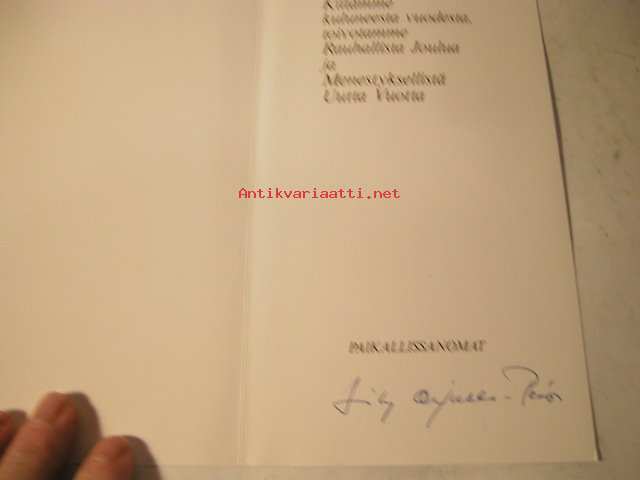 Kiitämme
kuluneesta vuodesta,
toivotamme
Rauhallista Joulua
ja
Menestyksellistä
Uutta Vuotta
Antikvariaatti.net
PAIKALLISSANOMAT